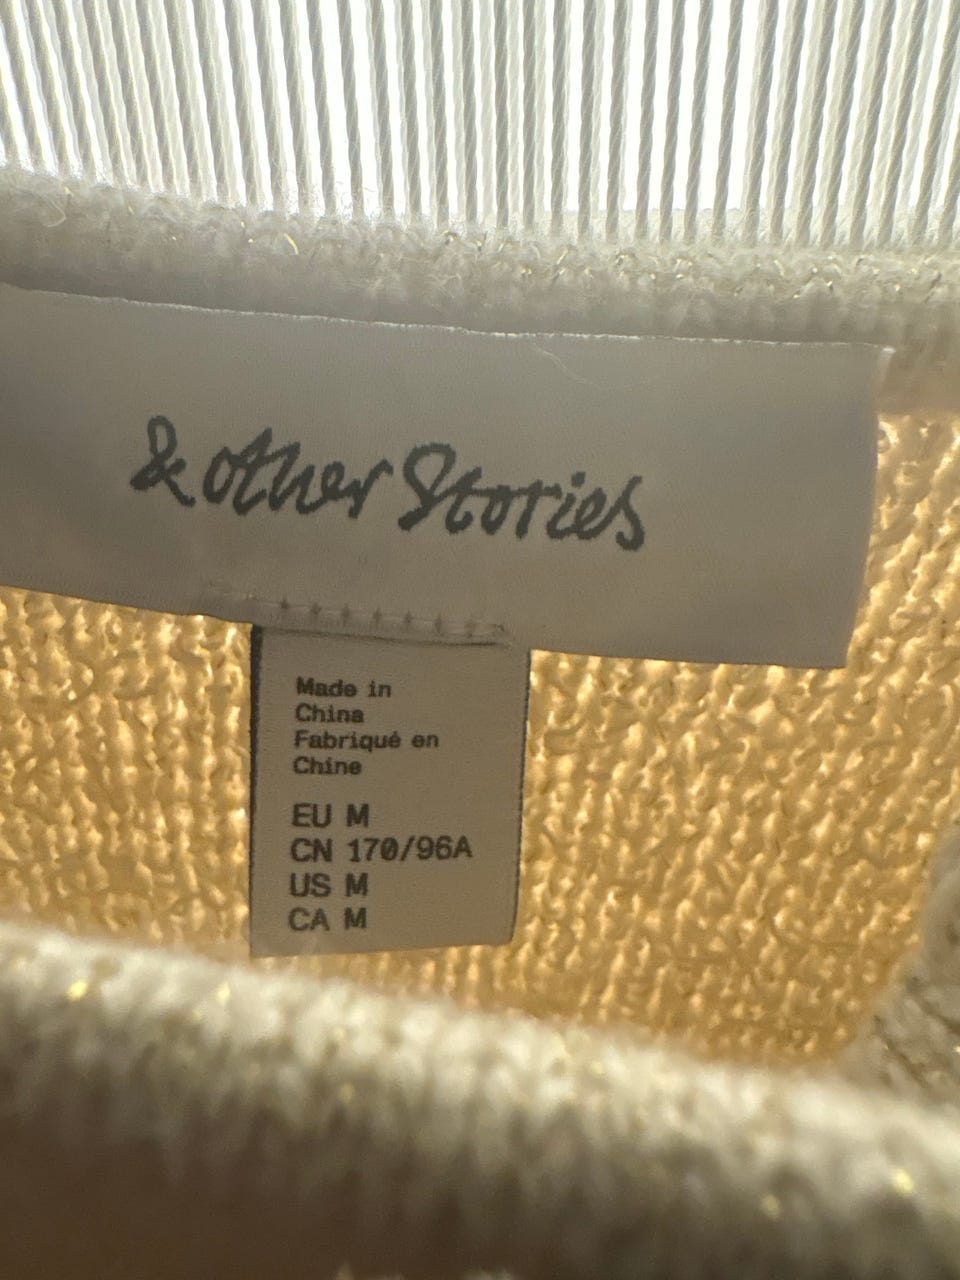 & other Stories
Made in
China
Fabriqué en
Chine
EU M
CN 170/96A
US M
CA M